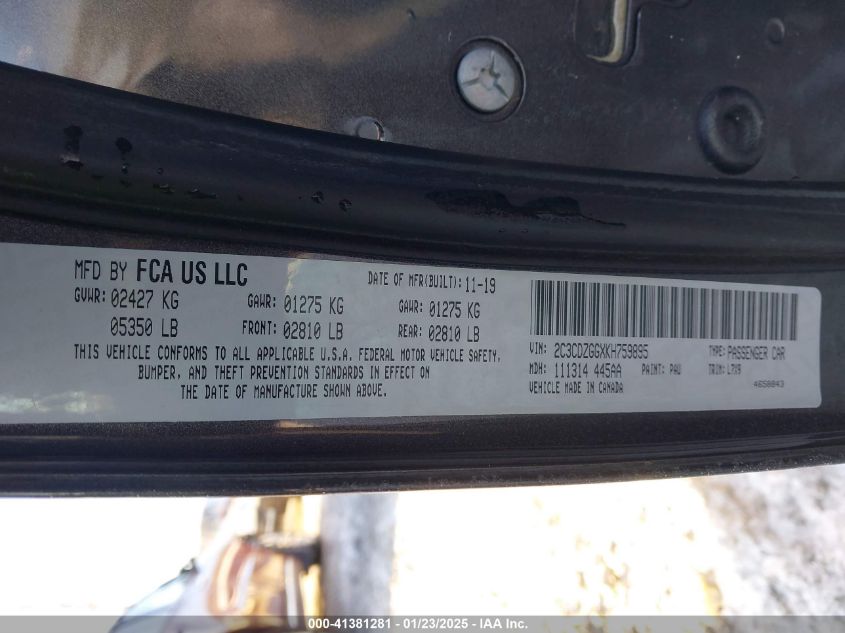 MFD BY FCA US LLC
DATE OF MFR(BUILT): 11-19
GVWR: 02427 KG
GAWR: 01275 KG
GAWR: 01275 KG
05350 LB
FRONT: 02810 LB
REAR: 02810 LB
THIS VEHICLE CONFORMS TO ALL APPLICABLE U.S.A. FEDERAL MOTOR VEHICLE SAFETY,
BUMPER, AND THEFT PREVENTION STANDARDS IN EFFECT ON
THE DATE OF MANUFACTURE SHOWN ABOVE.
VIN: 2C3CDZGGXKH759895
TYPE: PASSENGER CAR
MDH: 111314 445AA
PAINT: PAU
TRIM: L7X9
VEHICLE MADE IN CANADA
4658843
000-41381281 - 01/23/2025 - IAA Inc.